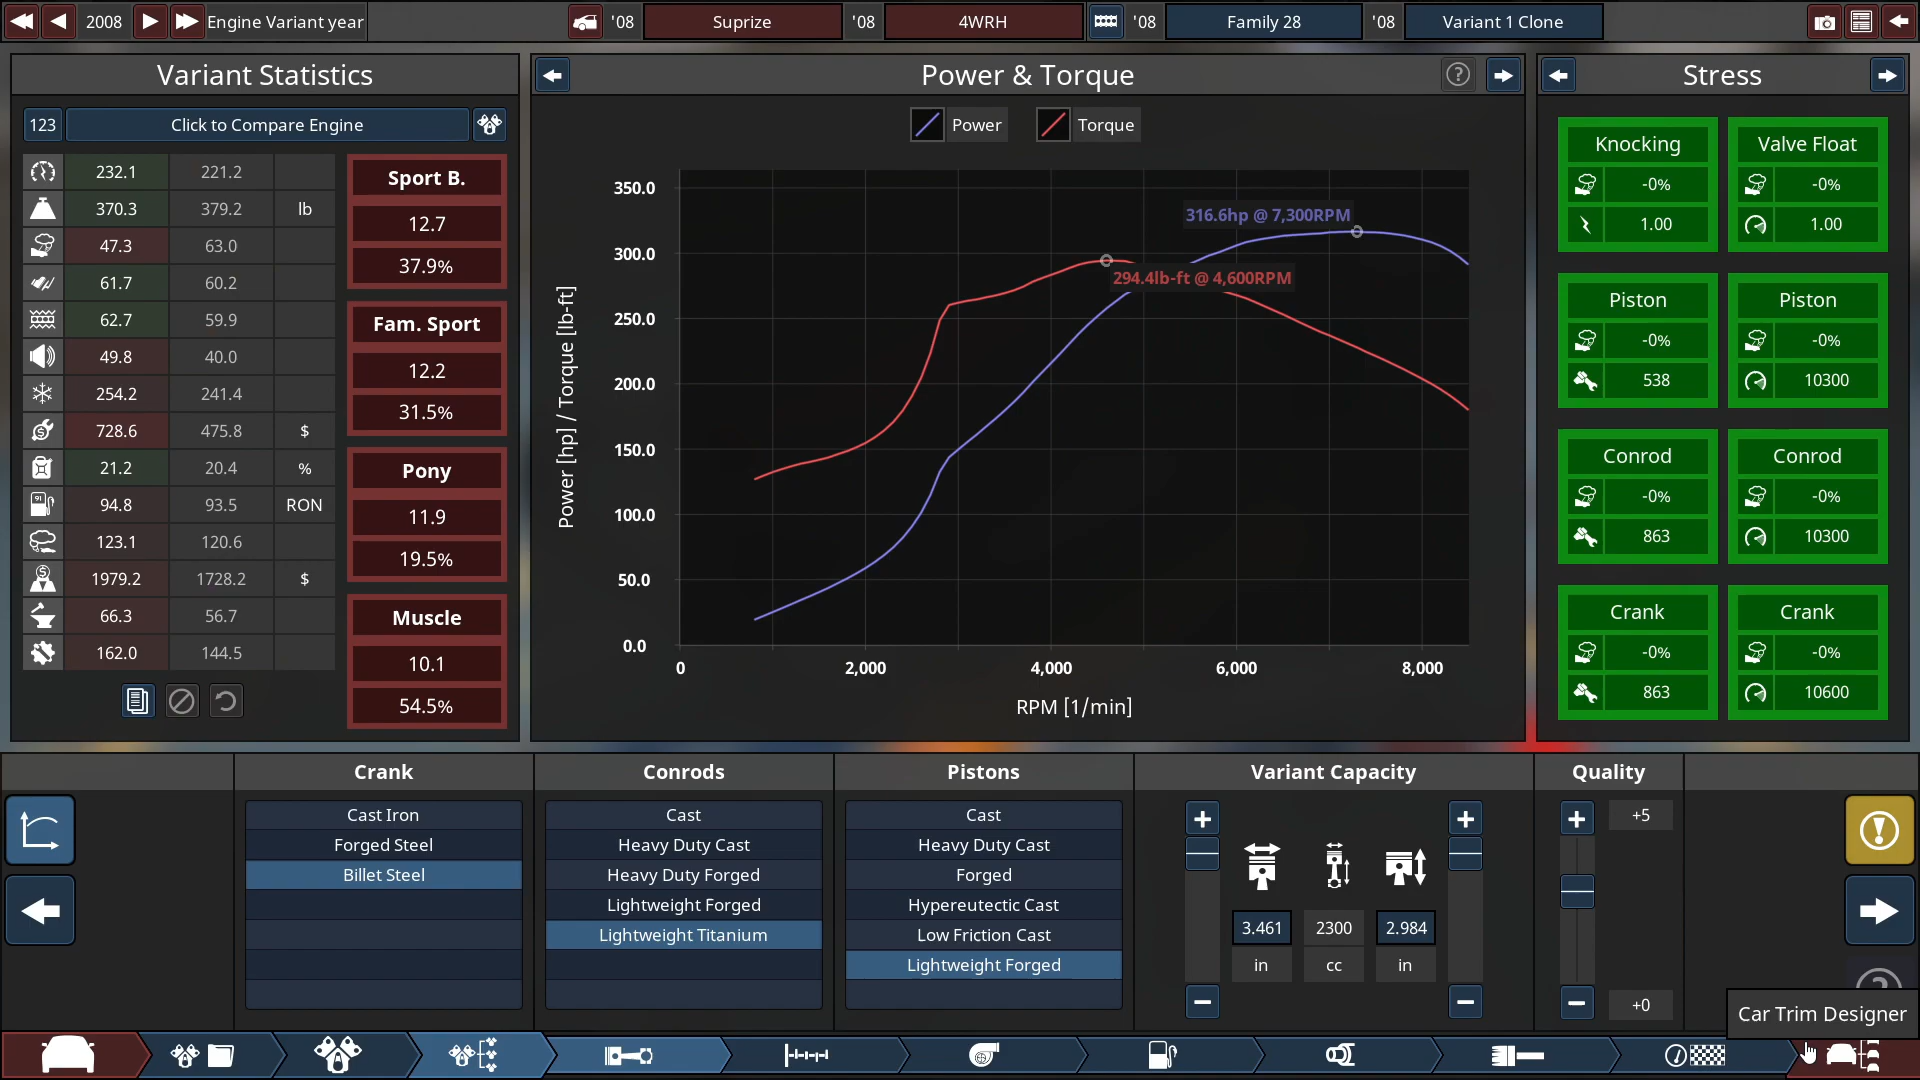 2008 Engine Variant year '08 Suprize '08 4WRH '08 Family 28 '08 Variant 1 Clone
Variant Statistics
123 Click to Compare Engine
232.1 221.2
370.3 379.2 lb
47.3 63.0
61.7 60.2
62.7 59.9
49.8 40.0
254.2 241.4
728.6 475.8 $
21.2 20.4 %
94.8 93.5 RON
123.1 120.6
1979.2 1728.2 $
66.3 56.7
162.0 144.5
Sport B.
12.7
37.9%
Fam. Sport
12.2
31.5%
Pony
11.9
19.5%
Muscle
10.1
54.5%
Power & Torque
?
Power Torque
350.0
300.0
250.0
200.0
150.0
100.0
50.0
0.0
Power [hp] / Torque [lb-ft]
316.6hp @ 7,300RPM
294.4lb-ft @ 4,600RPM
0 2,000 4,000 6,000 8,000
RPM [1/min]
Stress
Knocking
-0%
1.00
Valve Float
-0%
1.00
Piston
-0%
538
Piston
-0%
10300
Conrod
-0%
863
Conrod
-0%
10300
Crank
-0%
863
Crank
-0%
10600
Crank
Cast Iron
Forged Steel
Billet Steel
Conrods
Cast
Heavy Duty Cast
Heavy Duty Forged
Lightweight Forged
Lightweight Titanium
Pistons
Cast
Heavy Duty Cast
Forged
Hypereutectic Cast
Low Friction Cast
Lightweight Forged
Variant Capacity
3.461 2300 2.984
in cc in
Quality
+5
+0
?
Car Trim Designer